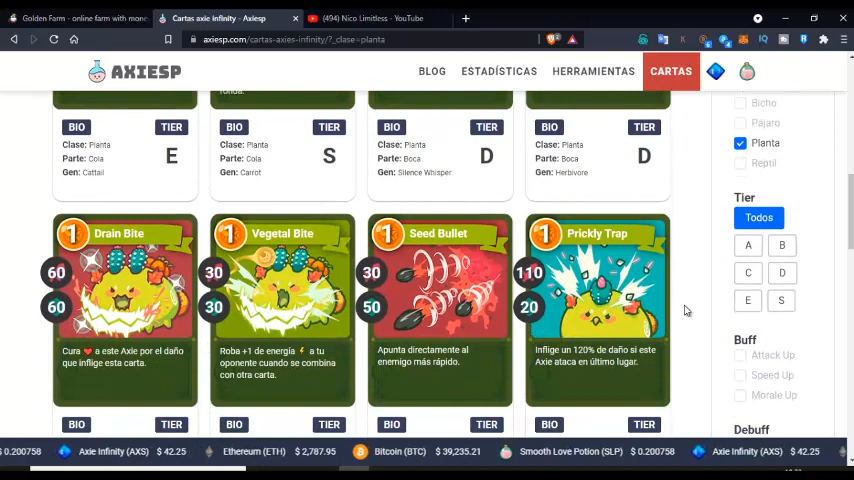 Golden Farm - online farm with mone
Cartas axie infinity - Axiesp
(494) Nico Limitless - YouTube
axiesp.com/cartas-axies-infinity/?_clase=planta
AXIESP
BLOG
ESTADÍSTICAS
HERRAMIENTAS
CARTAS
ronda.
BIO
TIER
Clase: Planta
Parte: Cola
Gen: Cattail
E
BIO
TIER
Clase: Planta
Parte: Cola
Gen: Carrot
S
BIO
TIER
Clase: Planta
Parte: Boca
Gen: Silence Whisper
D
BIO
TIER
Clase: Planta
Parte: Boca
Gen: Herbivore
D
1
Drain Bite
60
60
Cura ❤️ a este Axie por el daño
que inflige esta carta.
1
Vegetal Bite
30
30
Roba +1 de energía ⚡ a tu
oponente cuando se combina
con otra carta.
1
Seed Bullet
30
50
Apunta directamente al
enemigo más rápido.
1
Prickly Trap
110
20
Inflige un 120% de daño si este
Axie ataca en último lugar.
BIO
TIER
BIO
TIER
BIO
TIER
BIO
TIER
Bicho
Pájaro
Planta
Reptil
Tier
Todos
A
B
C
D
E
S
Buff
Attack Up
Speed Up
Morale Up
Debuff
$ 0.200758
Axie Infinity (AXS) $ 42.25
Ethereum (ETH) $ 2,787.95
Bitcoin (BTC) $ 39,235.21
Smooth Love Potion (SLP) $ 0.200758
Axie Infinity (AXS) $ 42.25